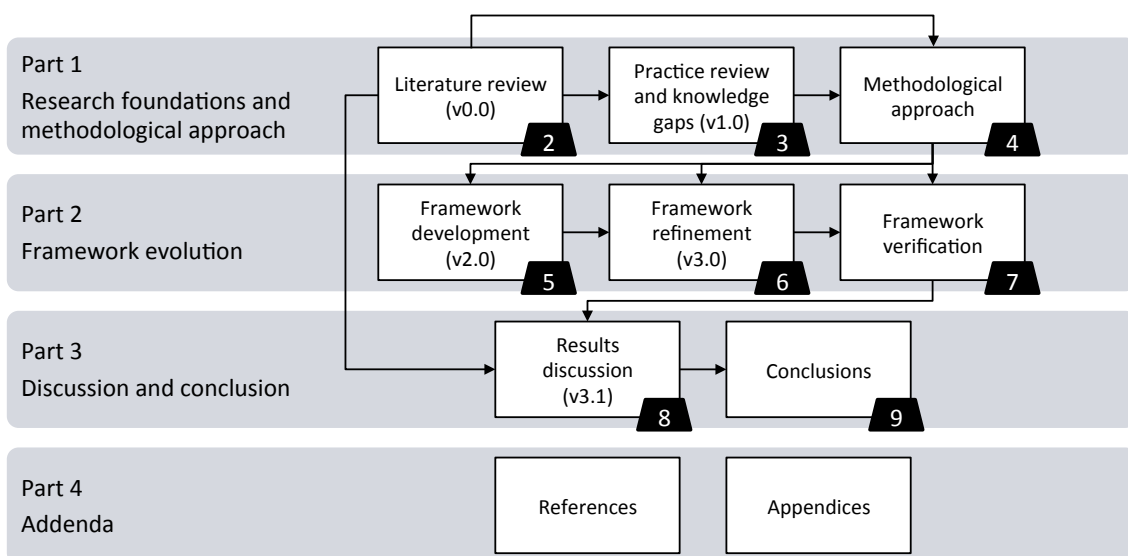 Part 1
Research foundations and
methodological approach
Literature review
(v0.0)
2
Practice review
and knowledge
gaps (v1.0)
3
Methodological
approach
4
Part 2
Framework evolution
Framework
development
(v2.0)
5
Framework
refinement
(v3.0)
6
Framework
verification
7
Part 3
Discussion and conclusion
Results
discussion
(v3.1)
8
Conclusions
9
Part 4
Addenda
References
Appendices